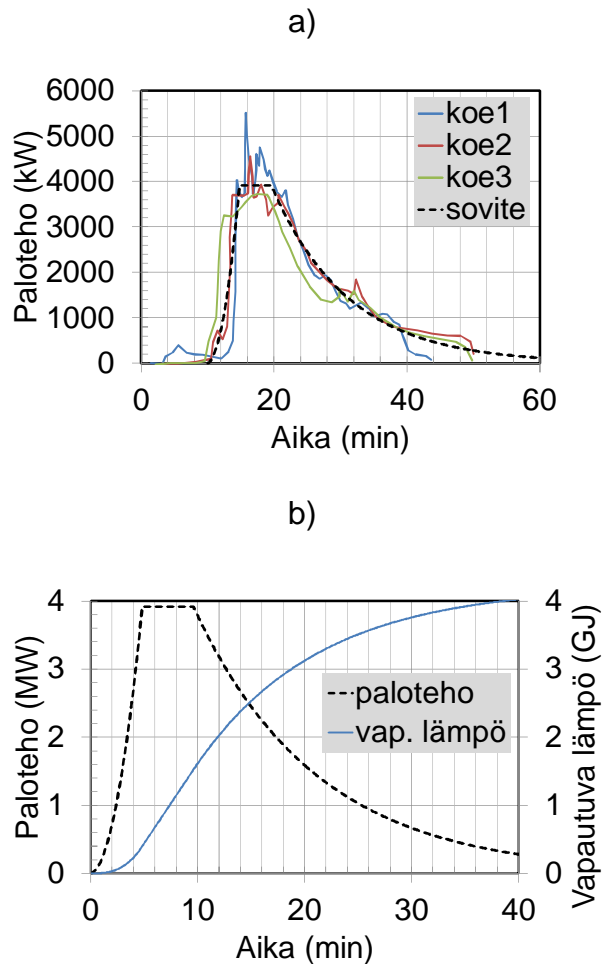 a)
6000
5000
4000
3000
2000
1000
0
Paloteho (kW)
koe1
koe2
koe3
sovite
0 20 40 60
Aika (min)
b)
4
3
2
1
0
Paloteho (MW)
paloteho
vap. lämpö
4
3
2
1
0
Vapautuva lämpö (GJ)
0 10 20 30 40
Aika (min)